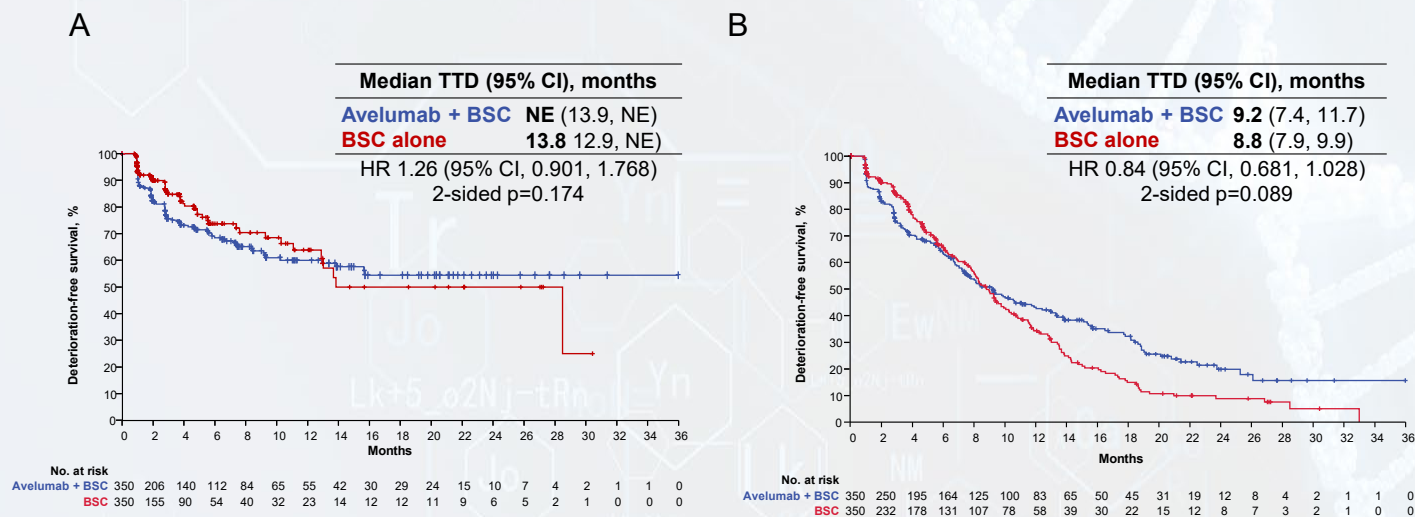 A
Median TTD (95% CI), months
Avelumab + BSC NE (13.9, NE)
BSC alone 13.8 12.9, NE)
HR 1.26 (95% CI, 0.901, 1.768)
2-sided p=0.174
Deterioration-free survival, %
100
90
80
70
60
50
40
30
20
10
0
0 2 4 6 8 10 12 14 16 18 20 22 24 26 28 30 32 34 36
Months
No. at risk
Avelumab + BSC 350 206 140 112 84 65 55 42 30 29 24 15 10 7 4 2 1 1 0
BSC 350 155 90 54 40 32 23 14 12 12 11 9 6 5 2 1 0 0 0
B
Median TTD (95% CI), months
Avelumab + BSC 9.2 (7.4, 11.7)
BSC alone 8.8 (7.9, 9.9)
HR 0.84 (95% CI, 0.681, 1.028)
2-sided p=0.089
Deterioration-free survival, %
100
90
80
70
60
50
40
30
20
10
0
0 2 4 6 8 10 12 14 16 18 20 22 24 26 28 30 32 34 36
Months
No. at risk
Avelumab + BSC 350 250 195 164 125 100 83 65 50 45 31 19 12 8 4 2 1 1 0
BSC 350 232 178 131 107 78 58 39 30 22 15 12 8 7 3 2 1 0 0
Tr
Jo
Lk+5_o2Nj-tRn
Yn
Jo
EwNM
Lk
NM